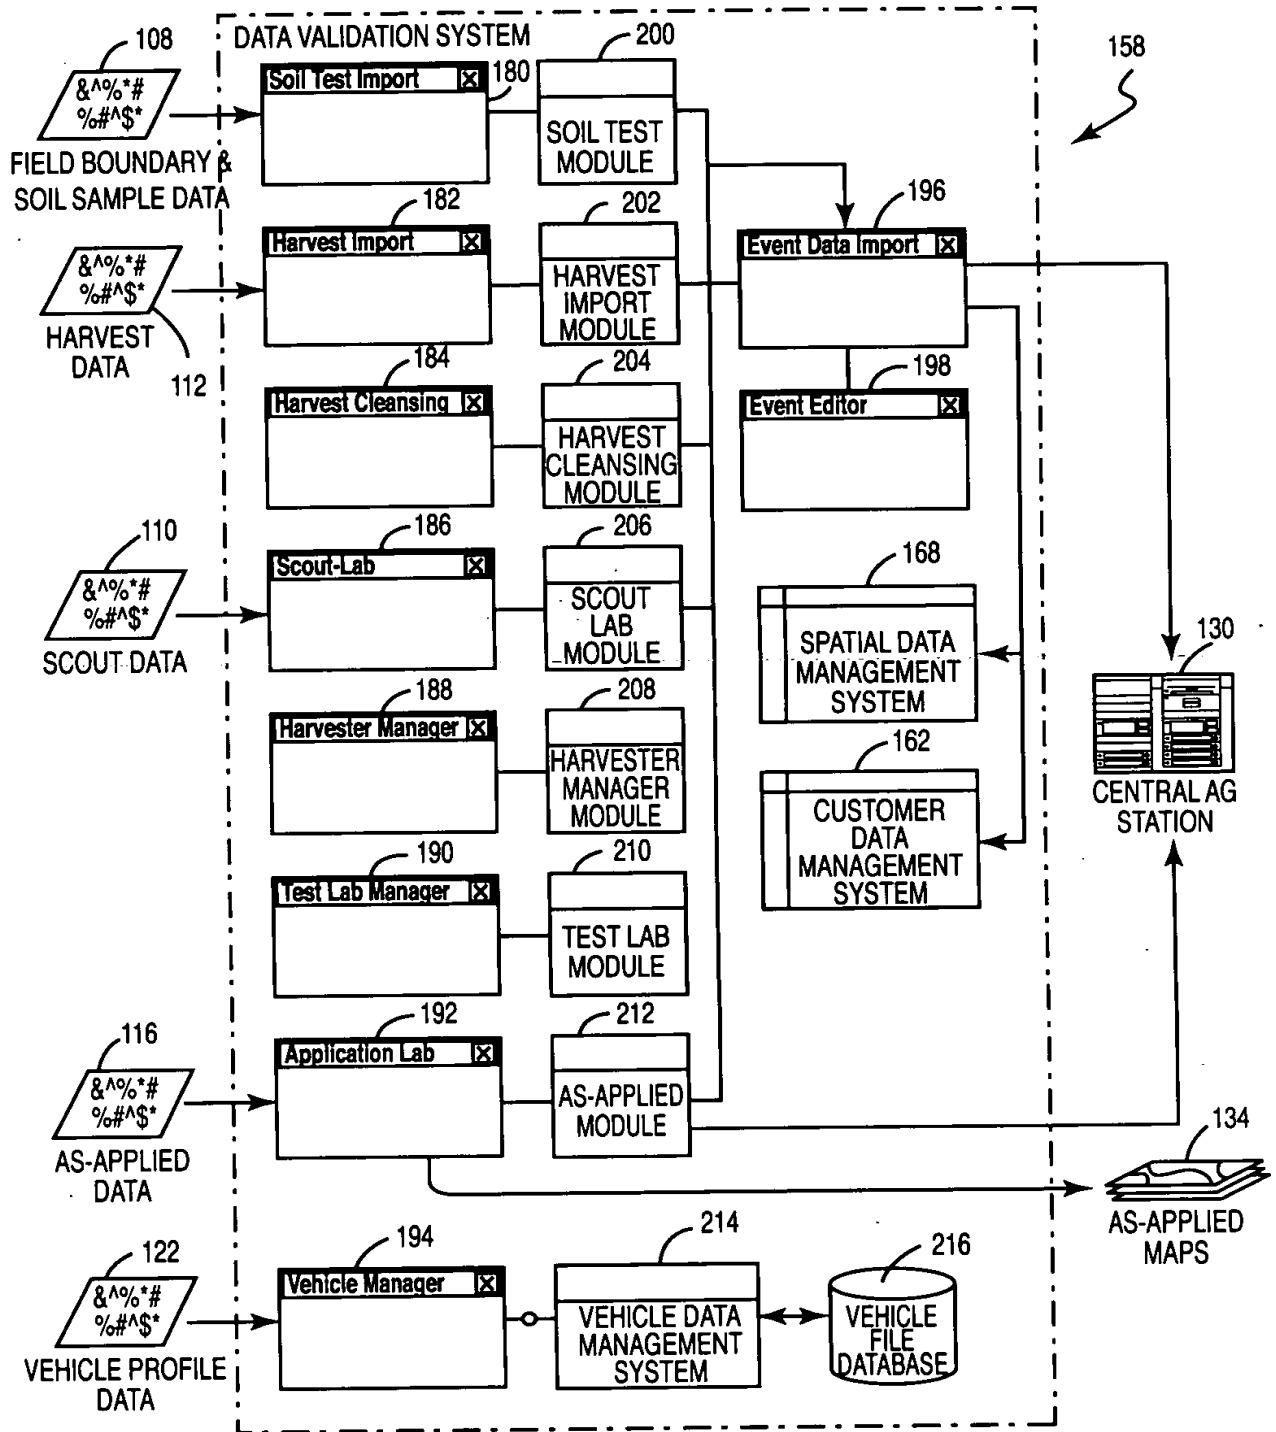 DATA VALIDATION SYSTEM
158
108
&^%*#
%#^$*
FIELD BOUNDARY &
SOIL SAMPLE DATA
Soil Test Import
180
200
SOIL TEST
MODULE
&^%*#
%#^$*
HARVEST
DATA
112
182
Harvest Import
202
HARVEST
IMPORT
MODULE
196
Event Data Import
184
Harvest Cleansing
204
HARVEST
CLEANSING
MODULE
198
Event Editor
110
&^%*#
%#^$*
SCOUT DATA
186
Scout-Lab
206
SCOUT
LAB
MODULE
168
SPATIAL DATA
MANAGEMENT
SYSTEM
130
CENTRAL AG
STATION
188
Harvester Manager
208
HARVESTER
MANAGER
MODULE
162
CUSTOMER
DATA
MANAGEMENT
SYSTEM
190
Test Lab Manager
210
TEST LAB
MODULE
116
&^%*#
%#^$*
AS-APPLIED
DATA
192
Application Lab
212
AS-APPLIED
MODULE
134
AS-APPLIED
MAPS
122
&^%*#
%#^$*
VEHICLE PROFILE
DATA
194
Vehicle Manager
214
VEHICLE DATA
MANAGEMENT
SYSTEM
216
VEHICLE
FILE
DATABASE